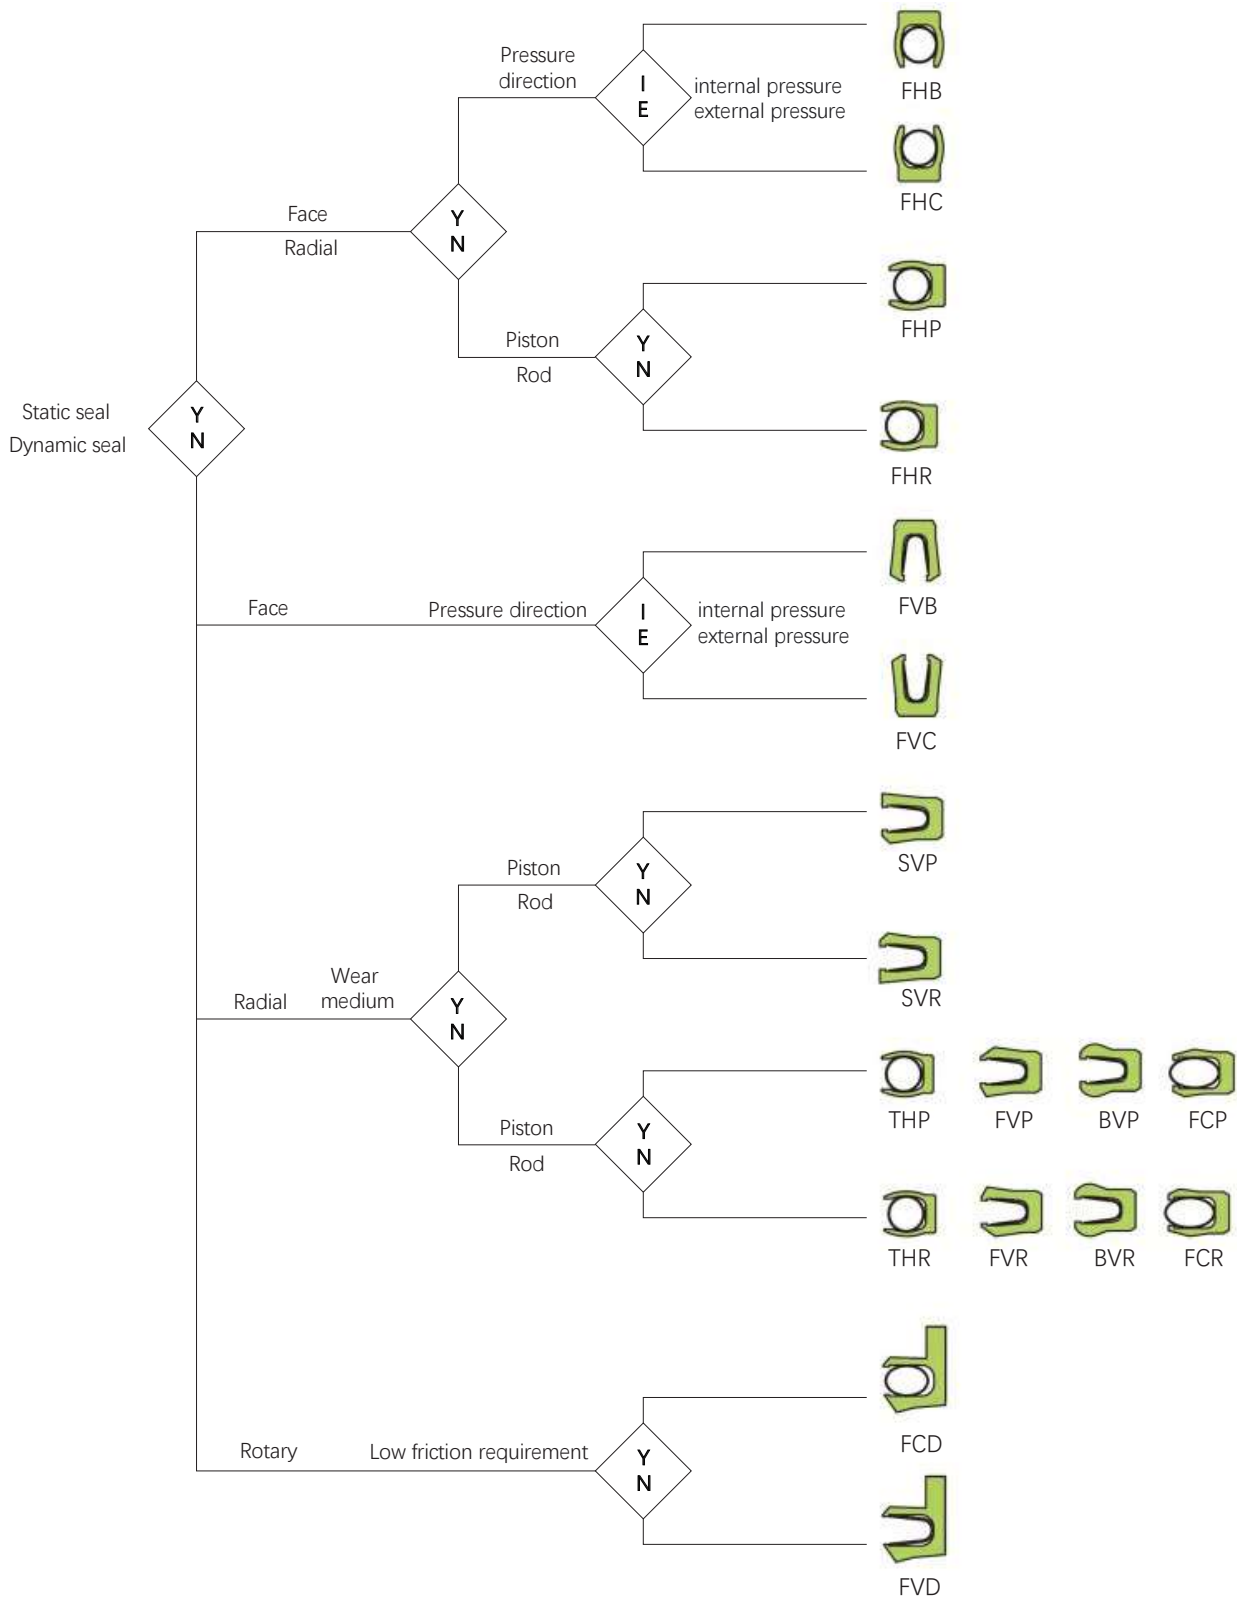 Pressure
direction
I
E
internal pressure
external pressure
FHB
FHC
Face
Radial
Y
N
Piston
Rod
Y
N
FHP
FHR
Static seal
Dynamic seal
Y
N
Face
Pressure direction
I
E
internal pressure
external pressure
FVB
FVC
Piston
Rod
Y
N
SVP
SVR
Radial
Wear
medium
Y
N
Piston
Rod
Y
N
THP FVP BVP FCP
THR FVR BVR FCR
Rotary
Low friction requirement
Y
N
FCD
FVD